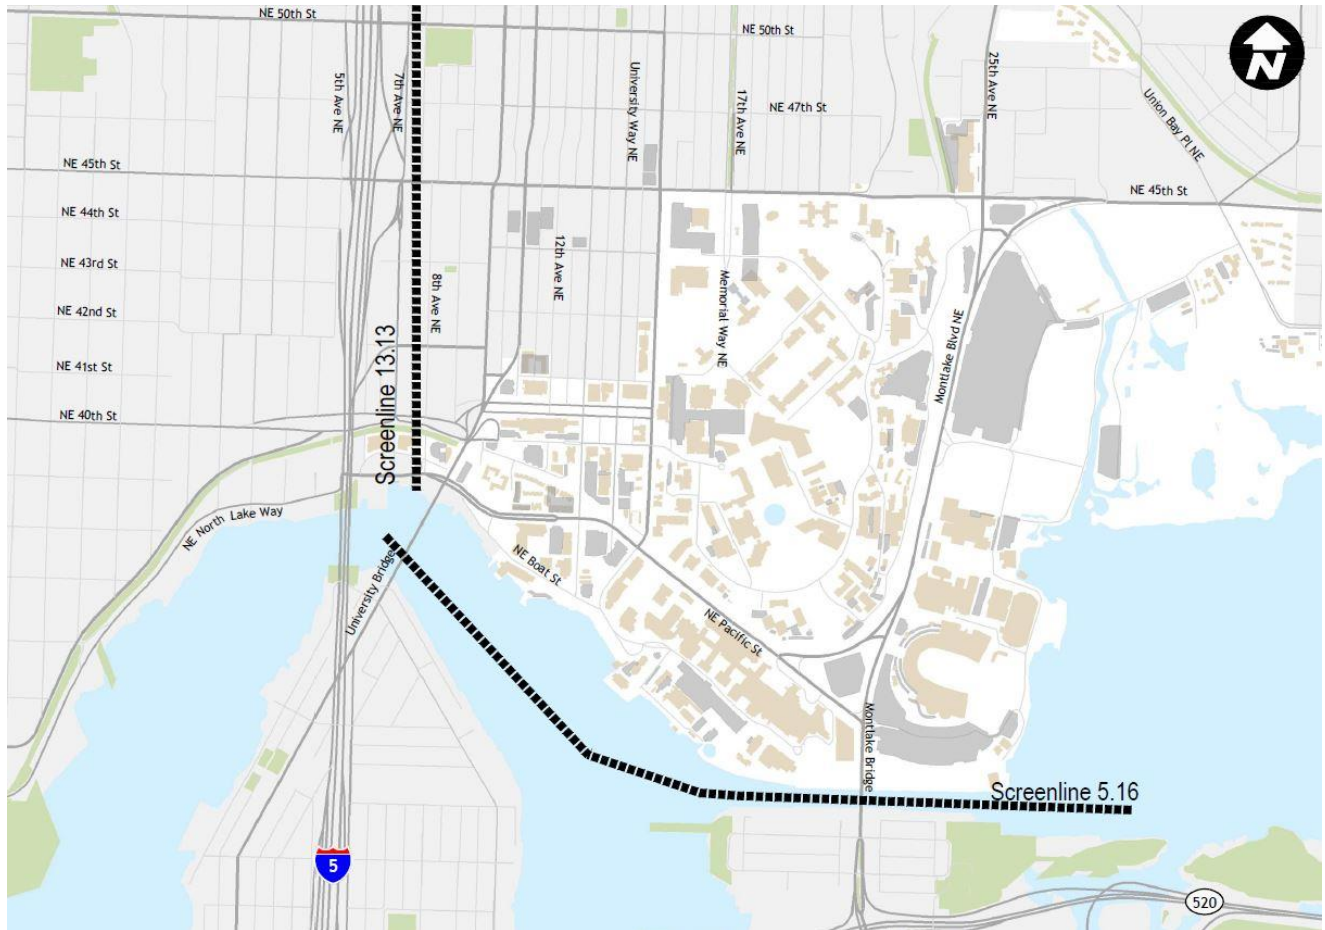 NE 50th St
NE 50th St
N
5th Ave NE
7th Ave NE
University Way NE
17th Ave NE
25th Ave NE
NE 47th St
Union Bay Pl NE
NE 45th St
NE 45th St
NE 44th St
12th Ave NE
NE 43rd St
8th Ave NE
Memorial Way NE
NE 42nd St
Screenline 13.13
Montlake Blvd NE
NE 41st St
NE 40th St
NE North Lake Way
NE Boat St
University Bridge
NE Pacific St
Montlake Bridge
Screenline 5.16
5
520